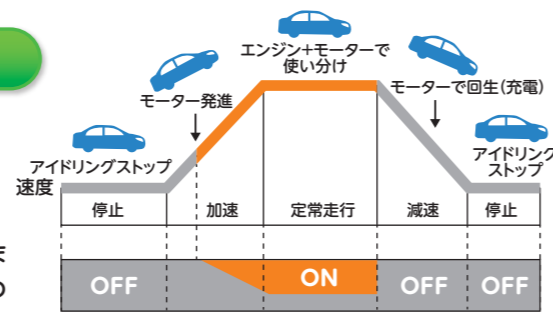 エンジン+モーターで
使い分け
モーター発進
モーターで回生(充電)
アイドリングストップ
アイドリング
ストップ
速度
停止
加速
定常走行
減速
停止
ま
の
OFF
ON
OFF
OFF